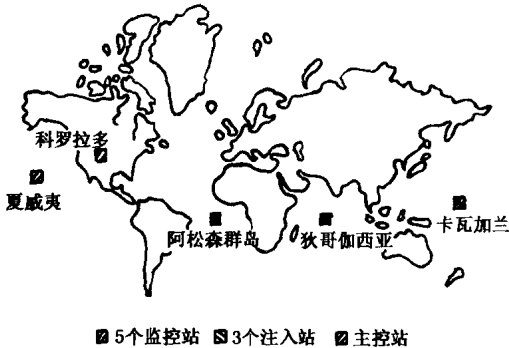 科罗拉多
夏威夷
阿松森群岛
狄哥伽西亚
卡瓦加兰
5个监控站 3个注入站 主控站